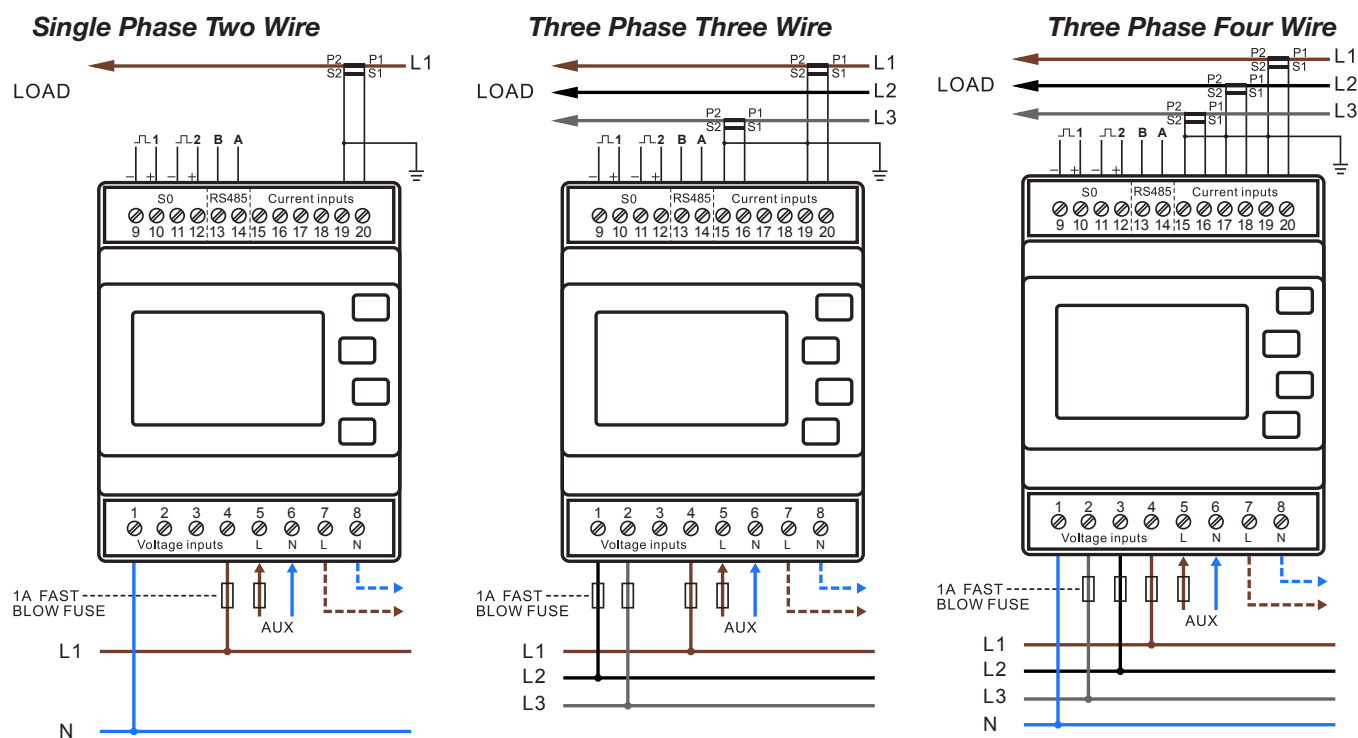 Single Phase Two Wire
P2 P1
S2 S1
L1
LOAD
⎍1 ⎍2 B A
– + – +
S0 RS485 Current inputs
9 10 11 12 13 14 15 16 17 18 19 20
1 2 3 4 5 6 7 8
Voltage inputs L N L N
1A FAST
BLOW FUSE
AUX
L1
N
Three Phase Three Wire
P2 P1
S2 S1
L1
LOAD
L2
P2 P1
S2 S1
L3
⎍1 ⎍2 B A
– + – +
S0 RS485 Current inputs
9 10 11 12 13 14 15 16 17 18 19 20
1 2 3 4 5 6 7 8
Voltage inputs L N L N
1A FAST
BLOW FUSE
AUX
L1
L2
L3
Three Phase Four Wire
P2 P1
S2 S1
L1
LOAD
P2 P1
S2 S1
L2
P2 P1
S2 S1
L3
⎍1 ⎍2 B A
– + – +
S0 RS485 Current inputs
9 10 11 12 13 14 15 16 17 18 19 20
1 2 3 4 5 6 7 8
Voltage inputs L N L N
1A FAST
BLOW FUSE
AUX
L1
L2
L3
N